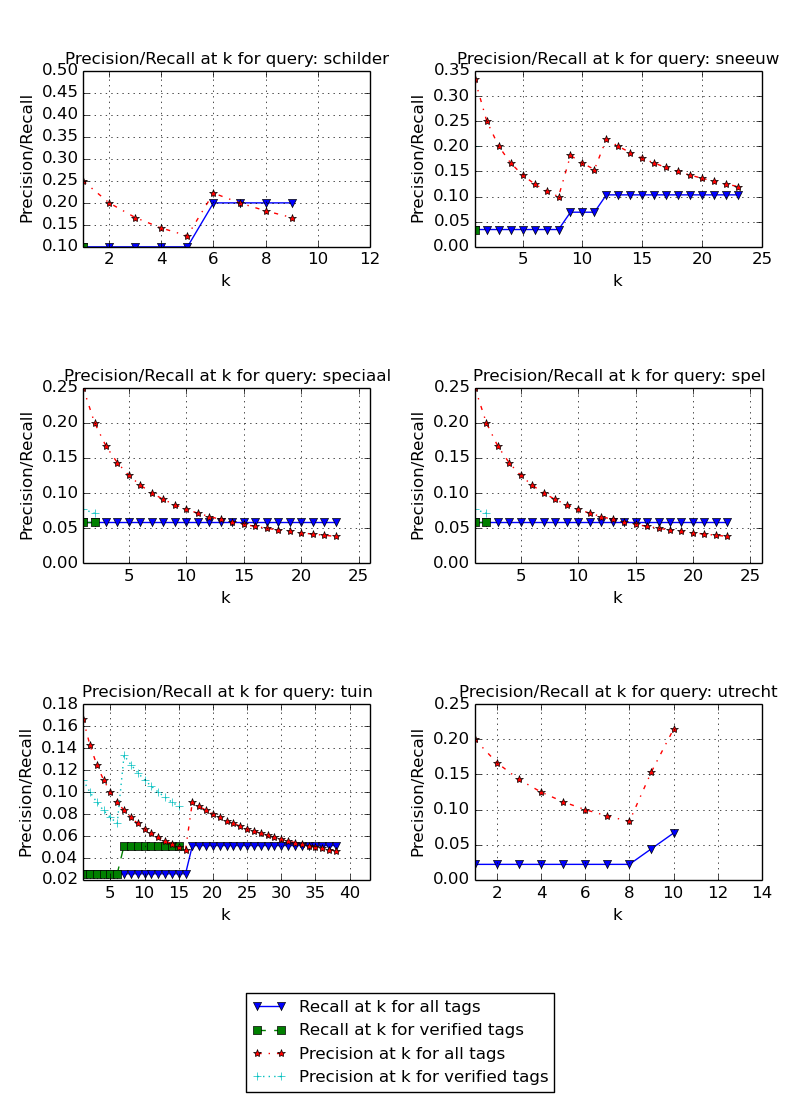 Precision/Recall at k for query: schilder
0.50
0.45
0.40
0.35
0.30
0.25
0.20
0.15
0.10
Precision/Recall
2 4 6 8 10 12
k
Precision/Recall at k for query: sneeuw
0.35
0.30
0.25
0.20
0.15
0.10
0.05
0.00
Precision/Recall
5 10 15 20 25
k
Precision/Recall at k for query: speciaal
0.25
0.20
0.15
0.10
0.05
0.00
Precision/Recall
5 10 15 20 25
k
Precision/Recall at k for query: spel
0.25
0.20
0.15
0.10
0.05
0.00
Precision/Recall
5 10 15 20 25
k
Precision/Recall at k for query: tuin
0.18
0.16
0.14
0.12
0.10
0.08
0.06
0.04
0.02
Precision/Recall
5 10 15 20 25 30 35 40
k
Precision/Recall at k for query: utrecht
0.25
0.20
0.15
0.10
0.05
0.00
Precision/Recall
2 4 6 8 10 12 14
k
Recall at k for all tags
Recall at k for verified tags
Precision at k for all tags
Precision at k for verified tags